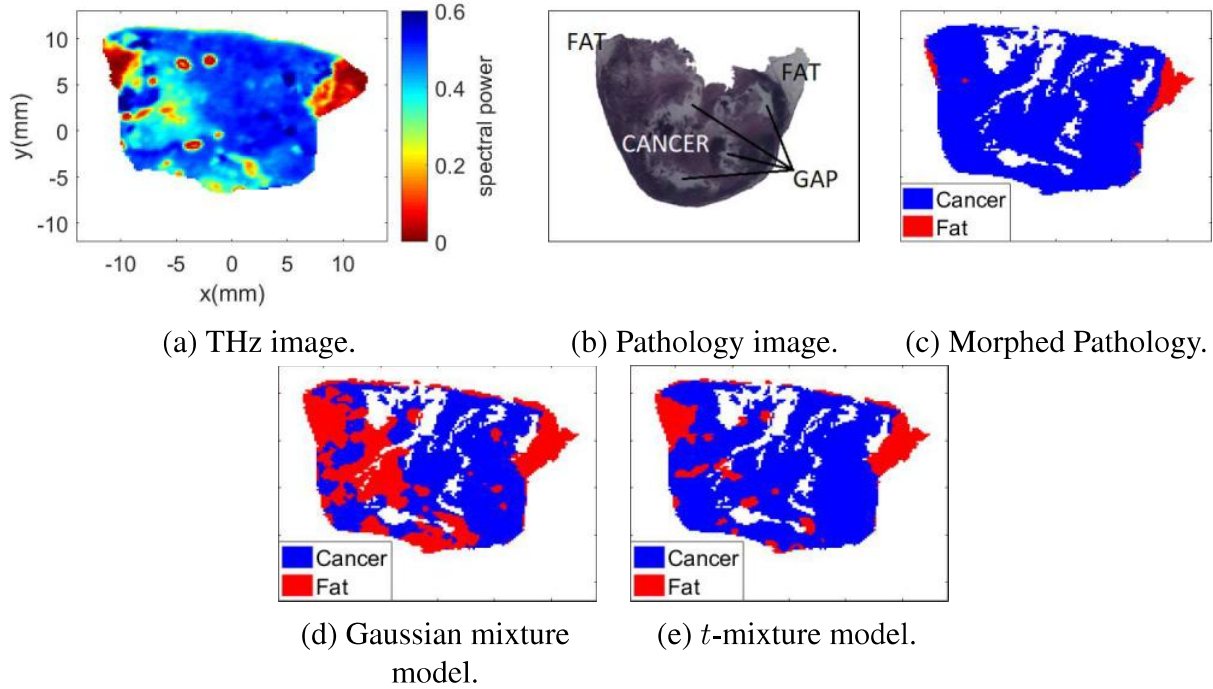 10
5
0
-5
-10
y(mm)
-10 -5 0 5 10
x(mm)
0.6
0.4
0.2
0
spectral power
FAT
FAT
CANCER
GAP
Cancer
Fat
(a) THz image.
(b) Pathology image.
(c) Morphed Pathology.
Cancer
Fat
Cancer
Fat
(d) Gaussian mixture
model.
(e) t-mixture model.